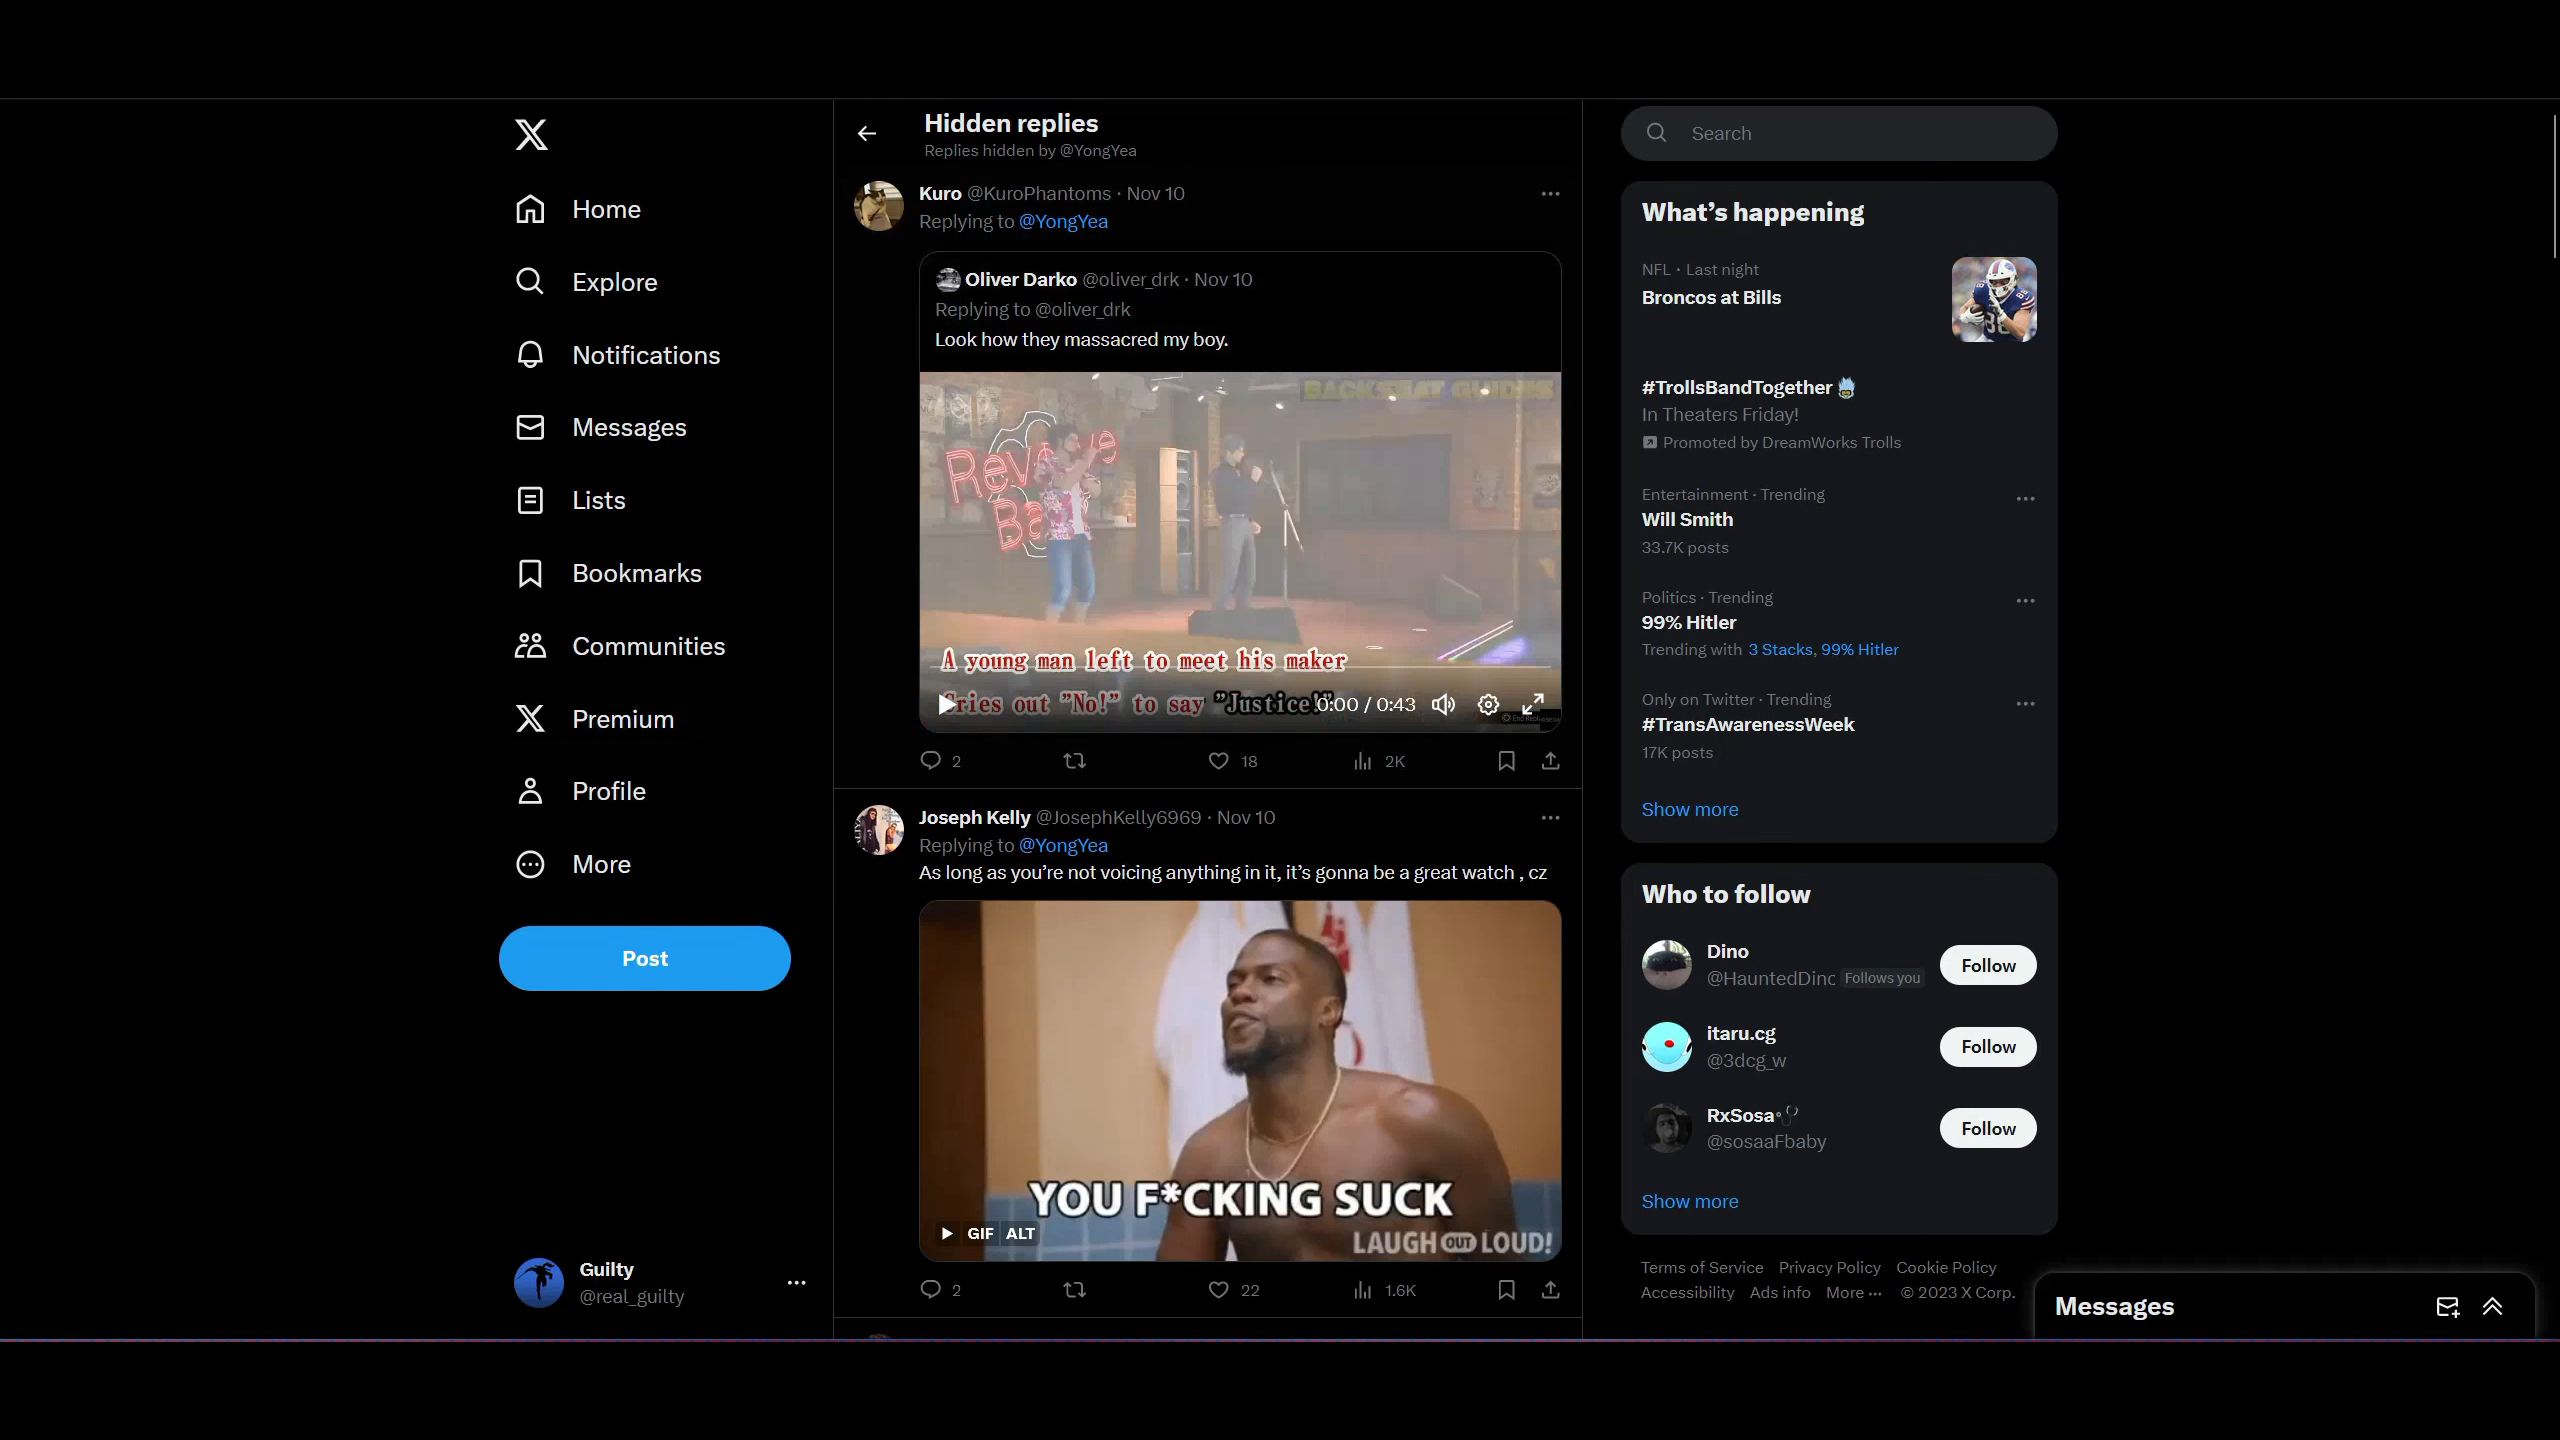 Home
Explore
Notifications
Messages
Lists
Bookmarks
Communities
Premium
Profile
More
Post
Guilty
@real_guilty
Hidden replies
Replies hidden by @YongYea
Kuro @KuroPhantoms · Nov 10
Replying to @YongYea
Oliver Darko @oliver_drk · Nov 10
Replying to @oliver_drk
Look how they massacred my boy.
BACKSEAT GUIDES
Revolve
Ba
A young man left to meet his maker
Cries out "No!" to say "Justice!"
0:00 / 0:43
2
18
2K
Joseph Kelly @JosephKelly6969 · Nov 10
Replying to @YongYea
As long as you’re not voicing anything in it, it’s gonna be a great watch , cz
YOU F*CKING SUCK
GIF ALT
LAUGH OUT LOUD!
2
22
1.6K
Search
What’s happening
NFL · Last night
Broncos at Bills
#TrollsBandTogether
In Theaters Friday!
Promoted by DreamWorks Trolls
Entertainment · Trending
Will Smith
33.7K posts
Politics · Trending
99% Hitler
Trending with 3 Stacks, 99% Hitler
Only on Twitter · Trending
#TransAwarenessWeek
17K posts
Show more
Who to follow
Dino
@HauntedDino Follows you
Follow
itaru.cg
@3dcg_w
Follow
RxSosa
@sosaaFbaby
Follow
Show more
Terms of Service Privacy Policy Cookie Policy
Accessibility Ads info More ··· © 2023 X Corp.
Messages